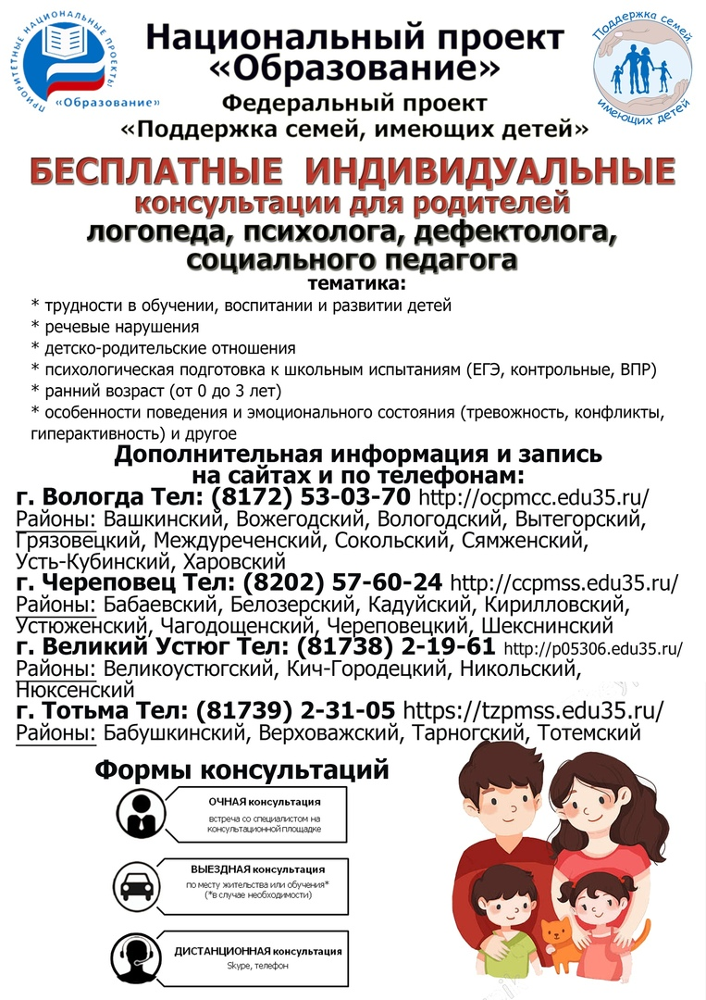 ПРИОРИТЕТНЫЕ НАЦИОНАЛЬНЫЕ ПРОЕКТЫ
«Образование»
Национальный проект
«Образование»
Федеральный проект
«Поддержка семей, имеющих детей»
Поддержка семей,
имеющих детей
БЕСПЛАТНЫЕ ИНДИВИДУАЛЬНЫЕ
консультации для родителей
логопеда, психолога, дефектолога,
социального педагога
тематика:
* трудности в обучении, воспитании и развитии детей
* речевые нарушения
* детско-родительские отношения
* психологическая подготовка к школьным испытаниям (ЕГЭ, контрольные, ВПР)
* ранний возраст (от 0 до 3 лет)
* особенности поведения и эмоционального состояния (тревожность, конфликты,
гиперактивность) и другое
Дополнительная информация и запись
на сайтах и по телефонам:
г. Вологда Тел: (8172) 53-03-70 http://ocpmcc.edu35.ru/
Районы: Вашкинский, Вожегодский, Вологодский, Вытегорский,
Грязовецкий, Междуреченский, Сокольский, Сямженский,
Усть-Кубинский, Харовский
г. Череповец Тел: (8202) 57-60-24 http://ccpmss.edu35.ru/
Районы: Бабаевский, Белозерский, Кадуйский, Кирилловский,
Устюженский, Чагодощенский, Череповецкий, Шекснинский
г. Великий Устюг Тел: (81738) 2-19-61 http://p05306.edu35.ru/
Районы: Великоустюгский, Кич-Городецкий, Никольский,
Нюксенский
г. Тотьма Тел: (81739) 2-31-05 https://tzpmss.edu35.ru/
Районы: Бабушкинский, Верховажский, Тарногский, Тотемский
Формы консультаций
ОЧНАЯ консультация
встреча со специалистом на
консультационной площадке
ВЫЕЗДНАЯ консультация
по месту жительства или обучения*
(*в случае необходимости)
ДИСТАНЦИОННАЯ консультация
Skype, телефон